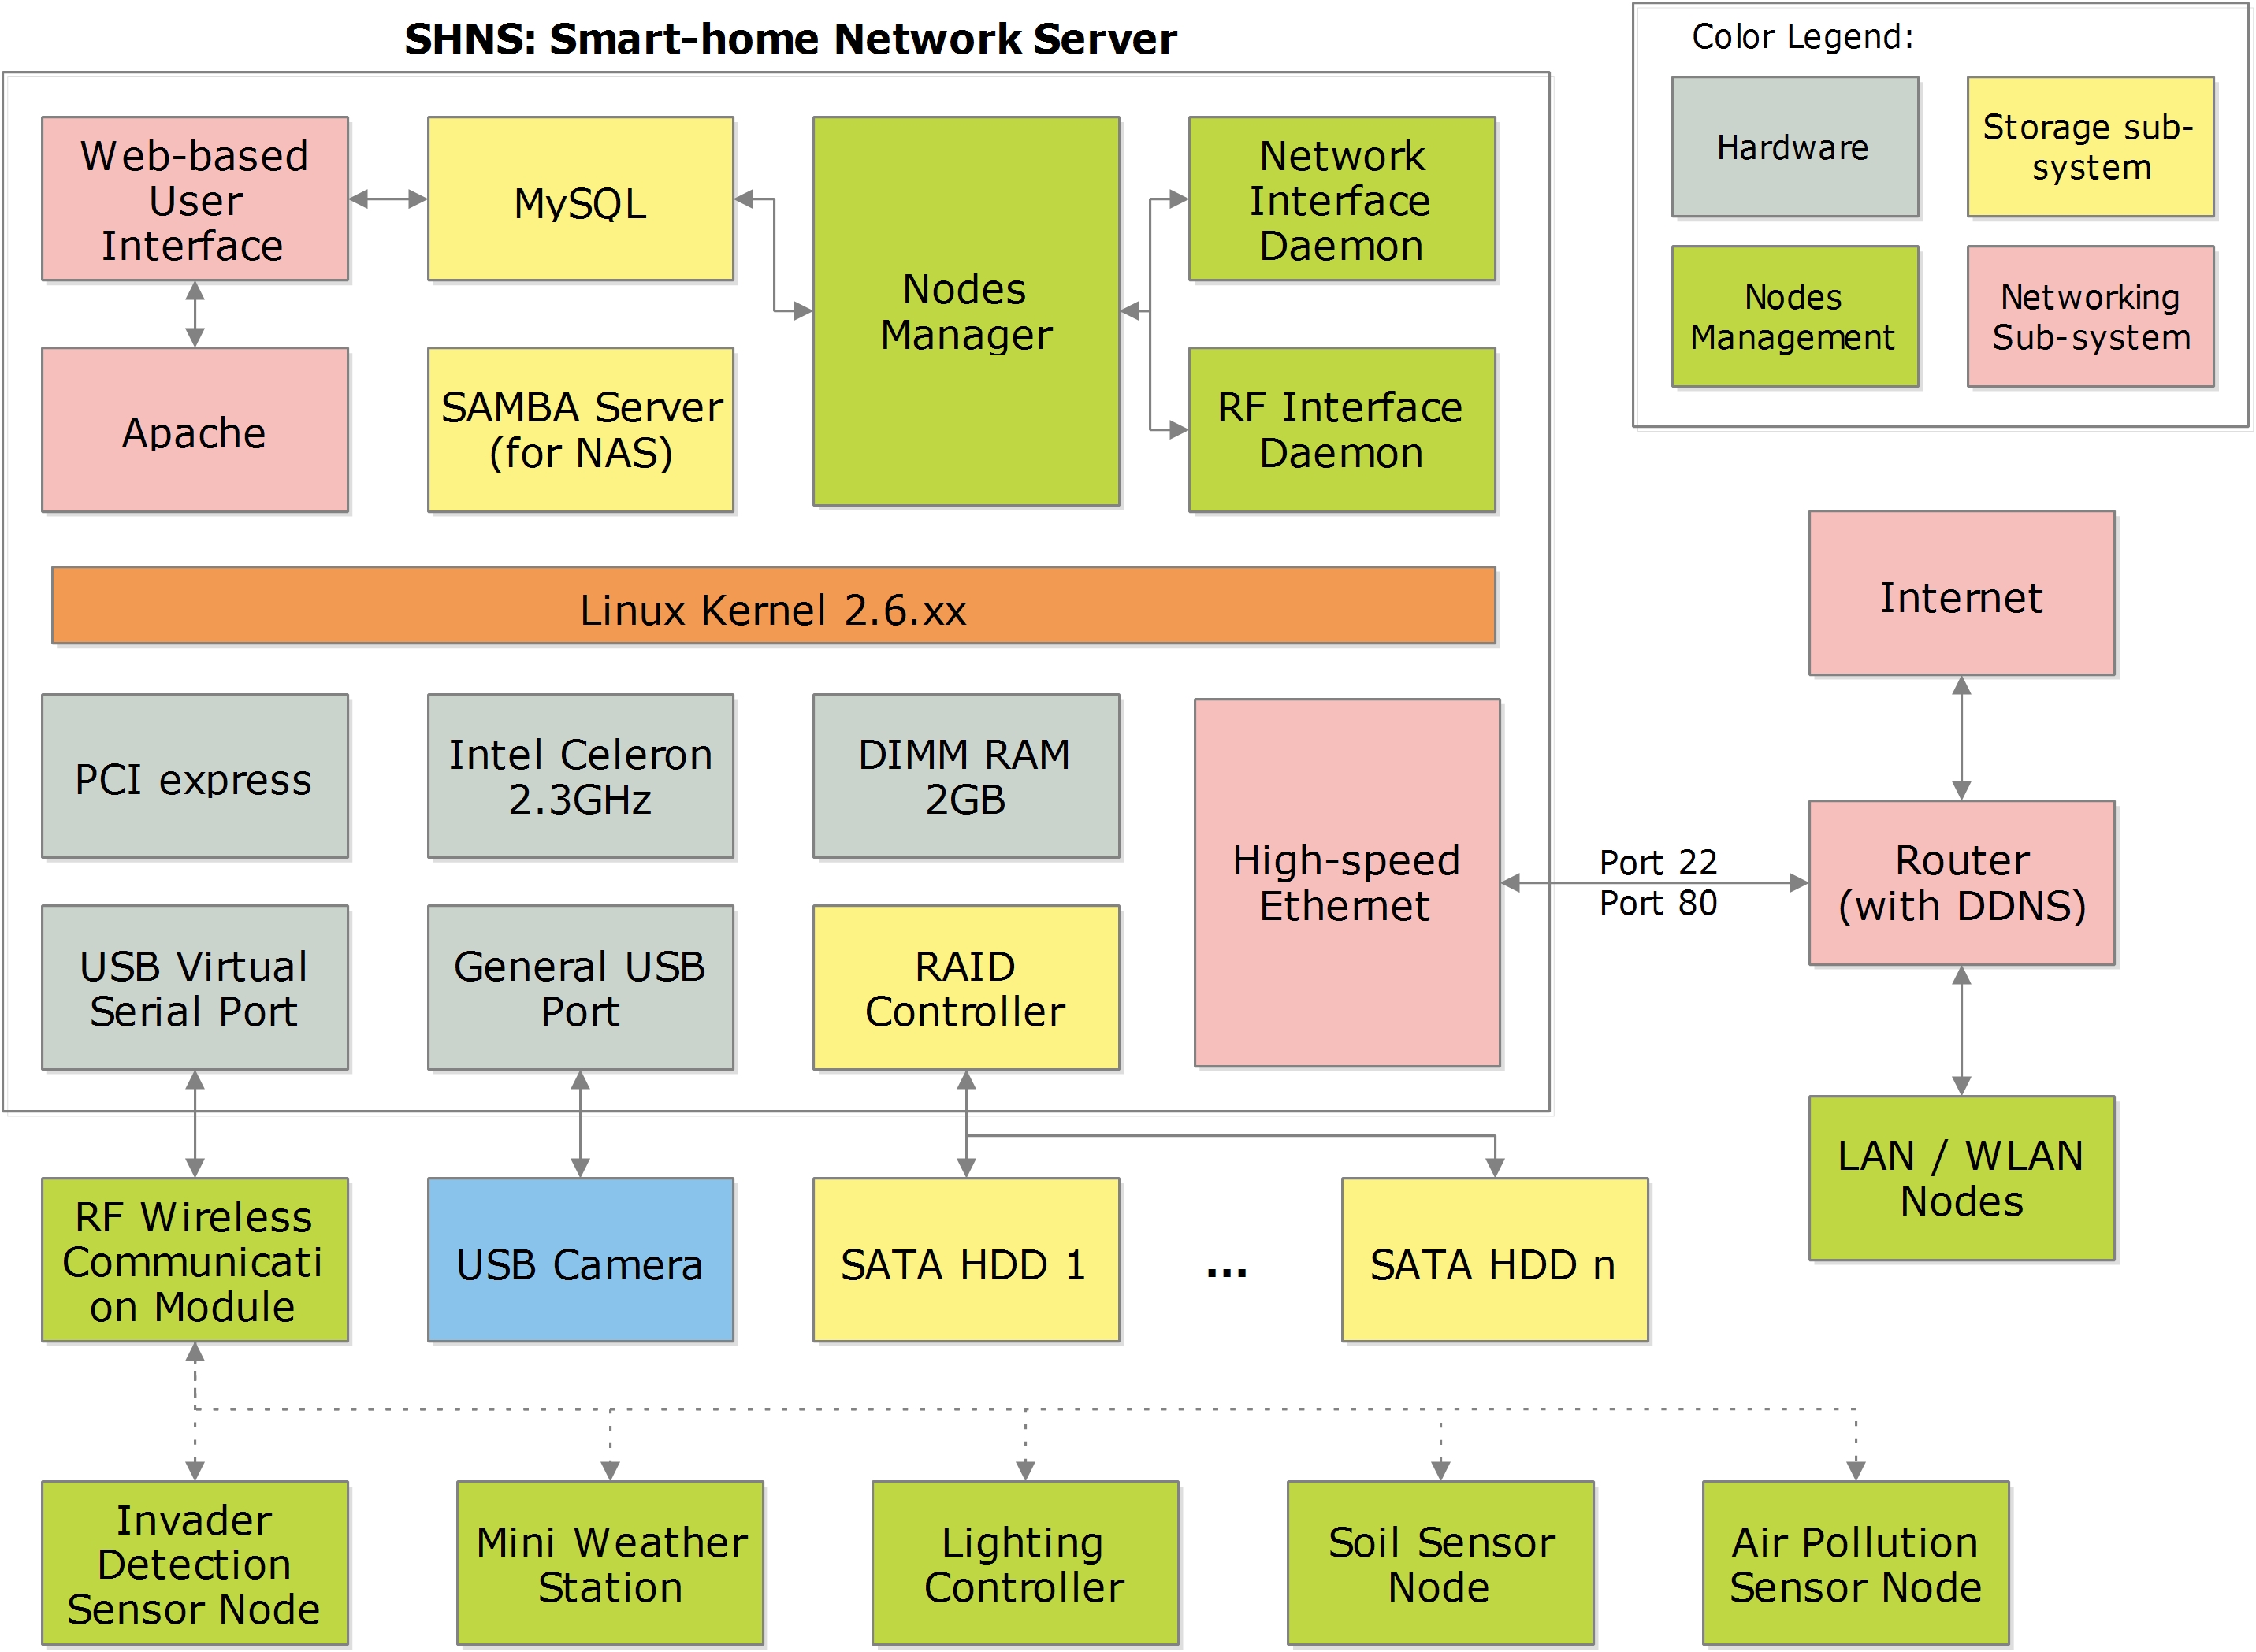 SHNS: Smart-home Network Server
Color Legend:
Hardware
Storage sub-
system
Nodes
Management
Networking
Sub-system
Web-based
User
Interface
MySQL
Nodes
Manager
Network
Interface
Daemon
Apache
SAMBA Server
(for NAS)
RF Interface
Daemon
Linux Kernel 2.6.xx
Internet
PCI express
Intel Celeron
2.3GHz
DIMM RAM
2GB
High-speed
Ethernet
Port 22
Port 80
Router
(with DDNS)
USB Virtual
Serial Port
General USB
Port
RAID
Controller
LAN / WLAN
Nodes
RF Wireless
Communicati
on Module
USB Camera
SATA HDD 1
...
SATA HDD n
Invader
Detection
Sensor Node
Mini Weather
Station
Lighting
Controller
Soil Sensor
Node
Air Pollution
Sensor Node